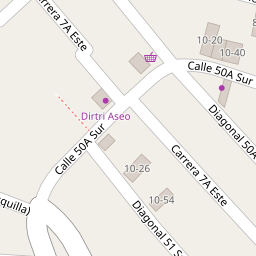 Carrera 7A Este
10-20
10-40
Calle 50A Sur
Dirtri Aseo
Diagonal 50A
Calle 50A Sur
Carrera 7A Este
10-26
10-54
Diagonal 51 S
quilla)